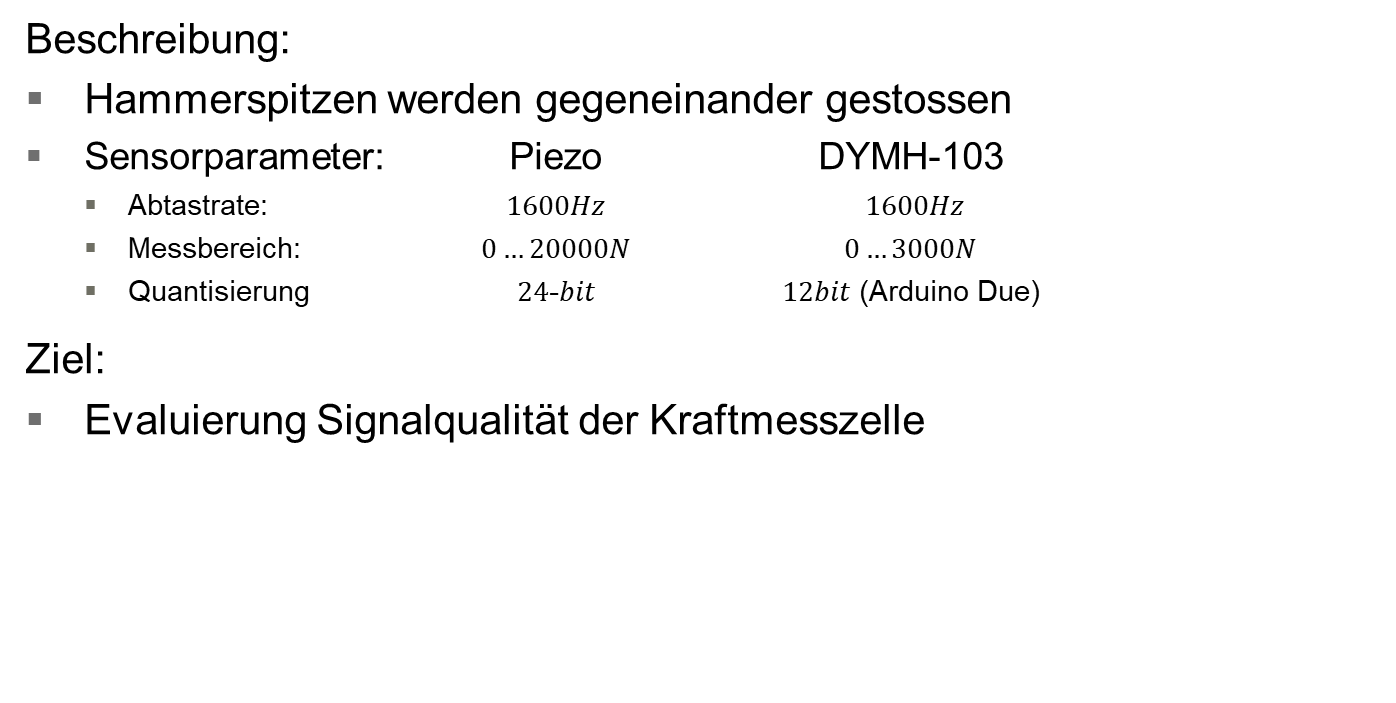 Beschreibung:
▪ Hammerspitzen werden gegeneinander gestossen
▪ Sensorparameter: Piezo DYMH-103
▪ Abtastrate: 1600Hz 1600Hz
▪ Messbereich: 0 … 20000N 0 … 3000N
▪ Quantisierung 24-bit 12bit (Arduino Due)
Ziel:
▪ Evaluierung Signalqualität der Kraftmesszelle